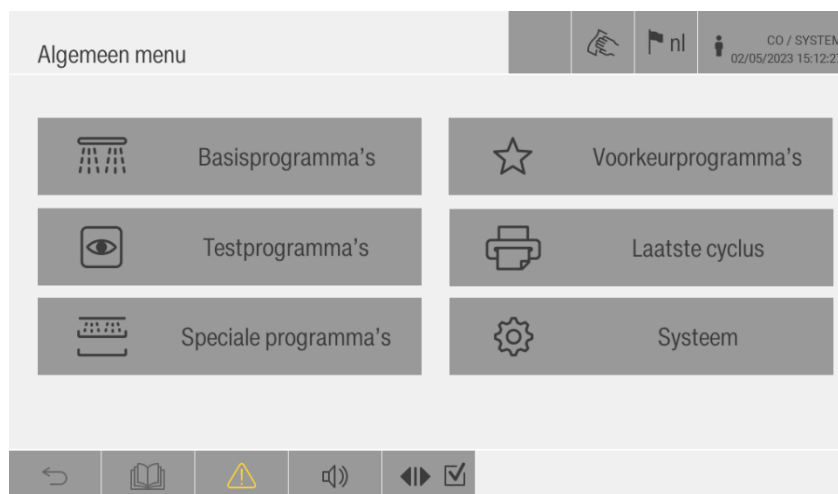 Algemeen menu
nl
CO / SYSTEM
02/05/2023 15:12:27
Basisprogramma's
Voorkeurprogramma's
Testprogramma's
Laatste cyclus
Speciale programma's
Systeem